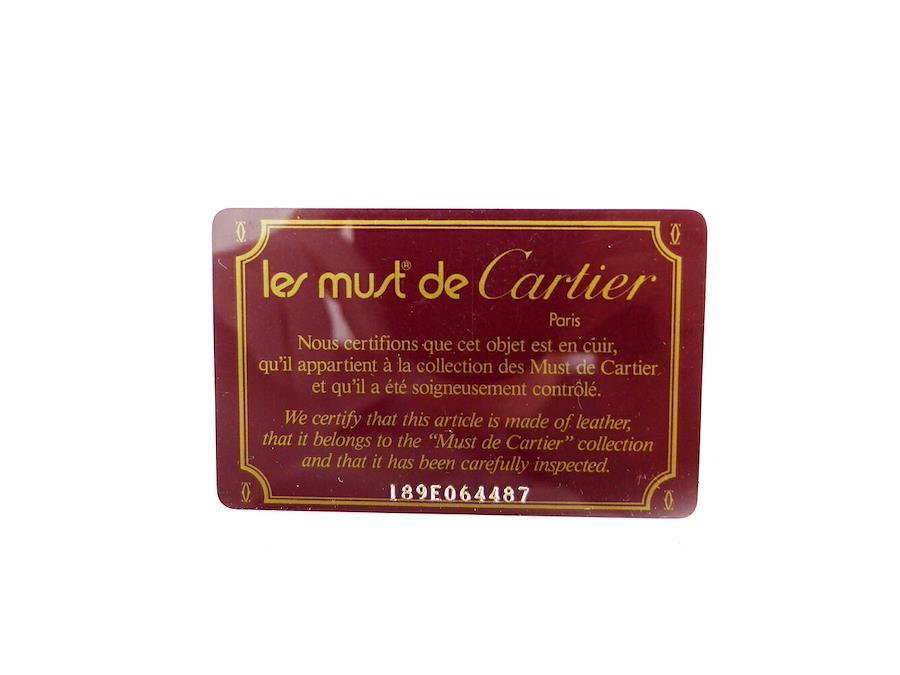 les must® de Cartier
Paris
Nous certifions que cet objet est en cuir,
qu'il appartient à la collection des Must de Cartier
et qu'il a été soigneusement contrôlé.
We certify that this article is made of leather,
that it belongs to the “Must de Cartier” collection
and that it has been carefully inspected.
189E064487